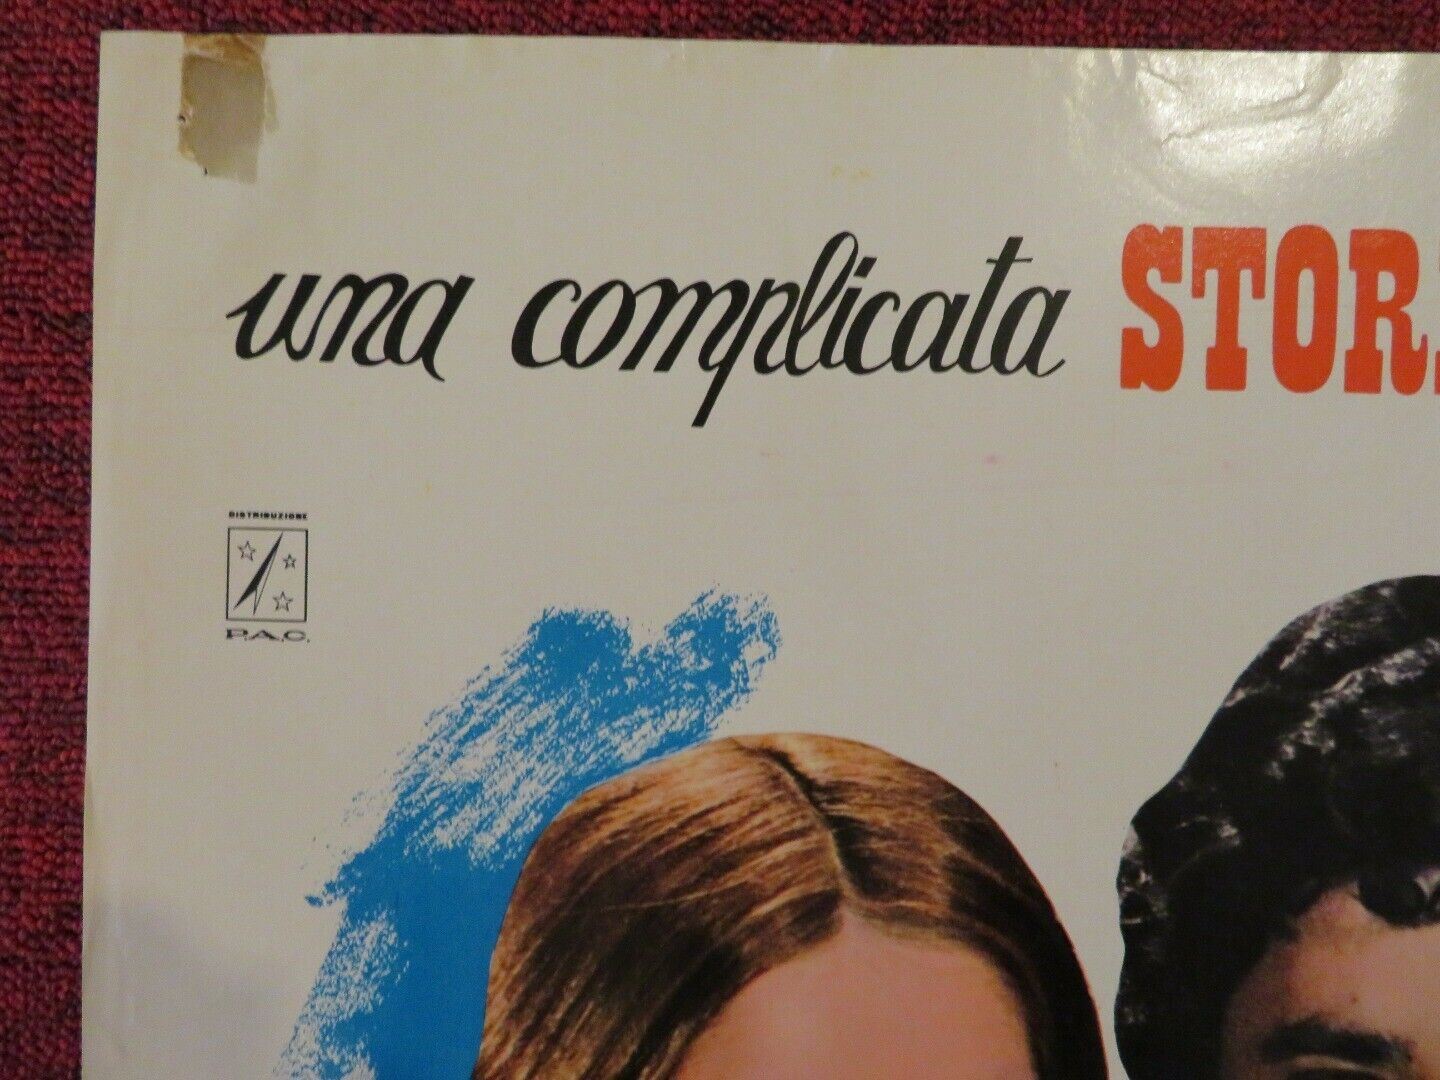 una complicata STOR
DISTRIBUZIONE
P.A.C.